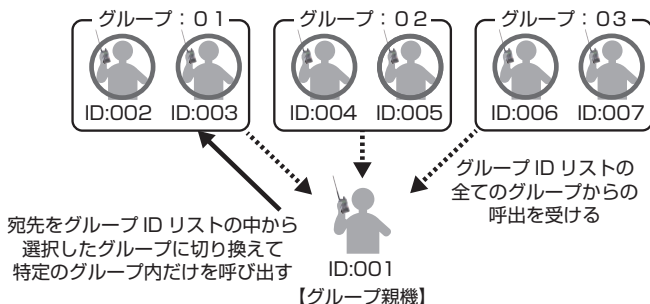 グループ：０１ グループ：０２ グループ：０３
ID:002 ID:003 ID:004 ID:005 ID:006 ID:007
宛先をグループ ID リストの中から
選択したグループに切り換えて
特定のグループ内だけを呼び出す
グループ ID リストの
全てのグループからの
呼出を受ける
ID:001
【グループ親機】